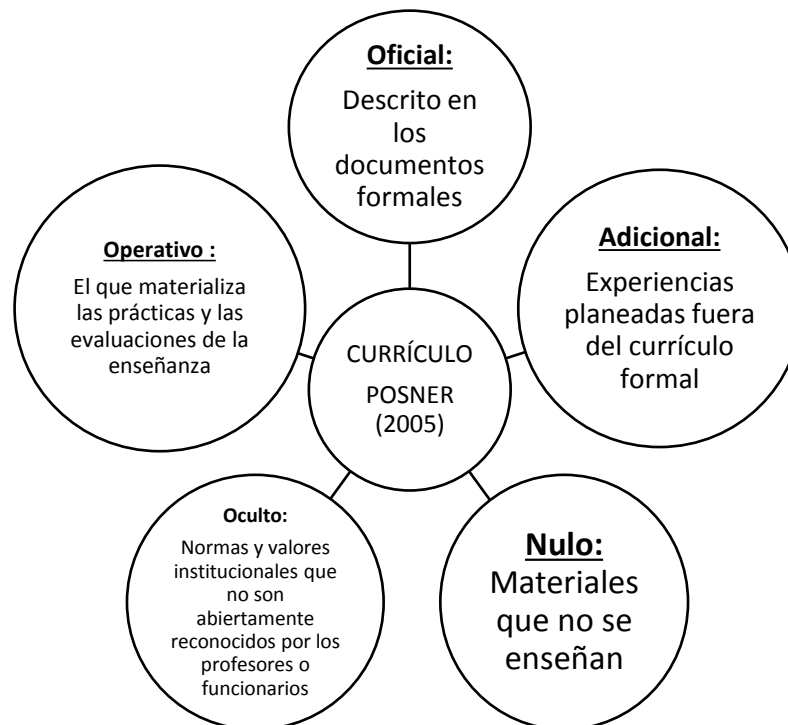 Oficial:
Descrito en
los
documentos
formales
Adicional:
Experiencias
planeadas fuera
del currículo
formal
Nulo:
Materiales
que no se
enseñan
Oculto:
Normas y valores
institucionales que
no son
abiertamente
reconocidos por los
profesores o
funcionarios
Operativo :
El que materializa
las prácticas y las
evaluaciones de la
enseñanza
CURRÍCULO
POSNER
(2005)